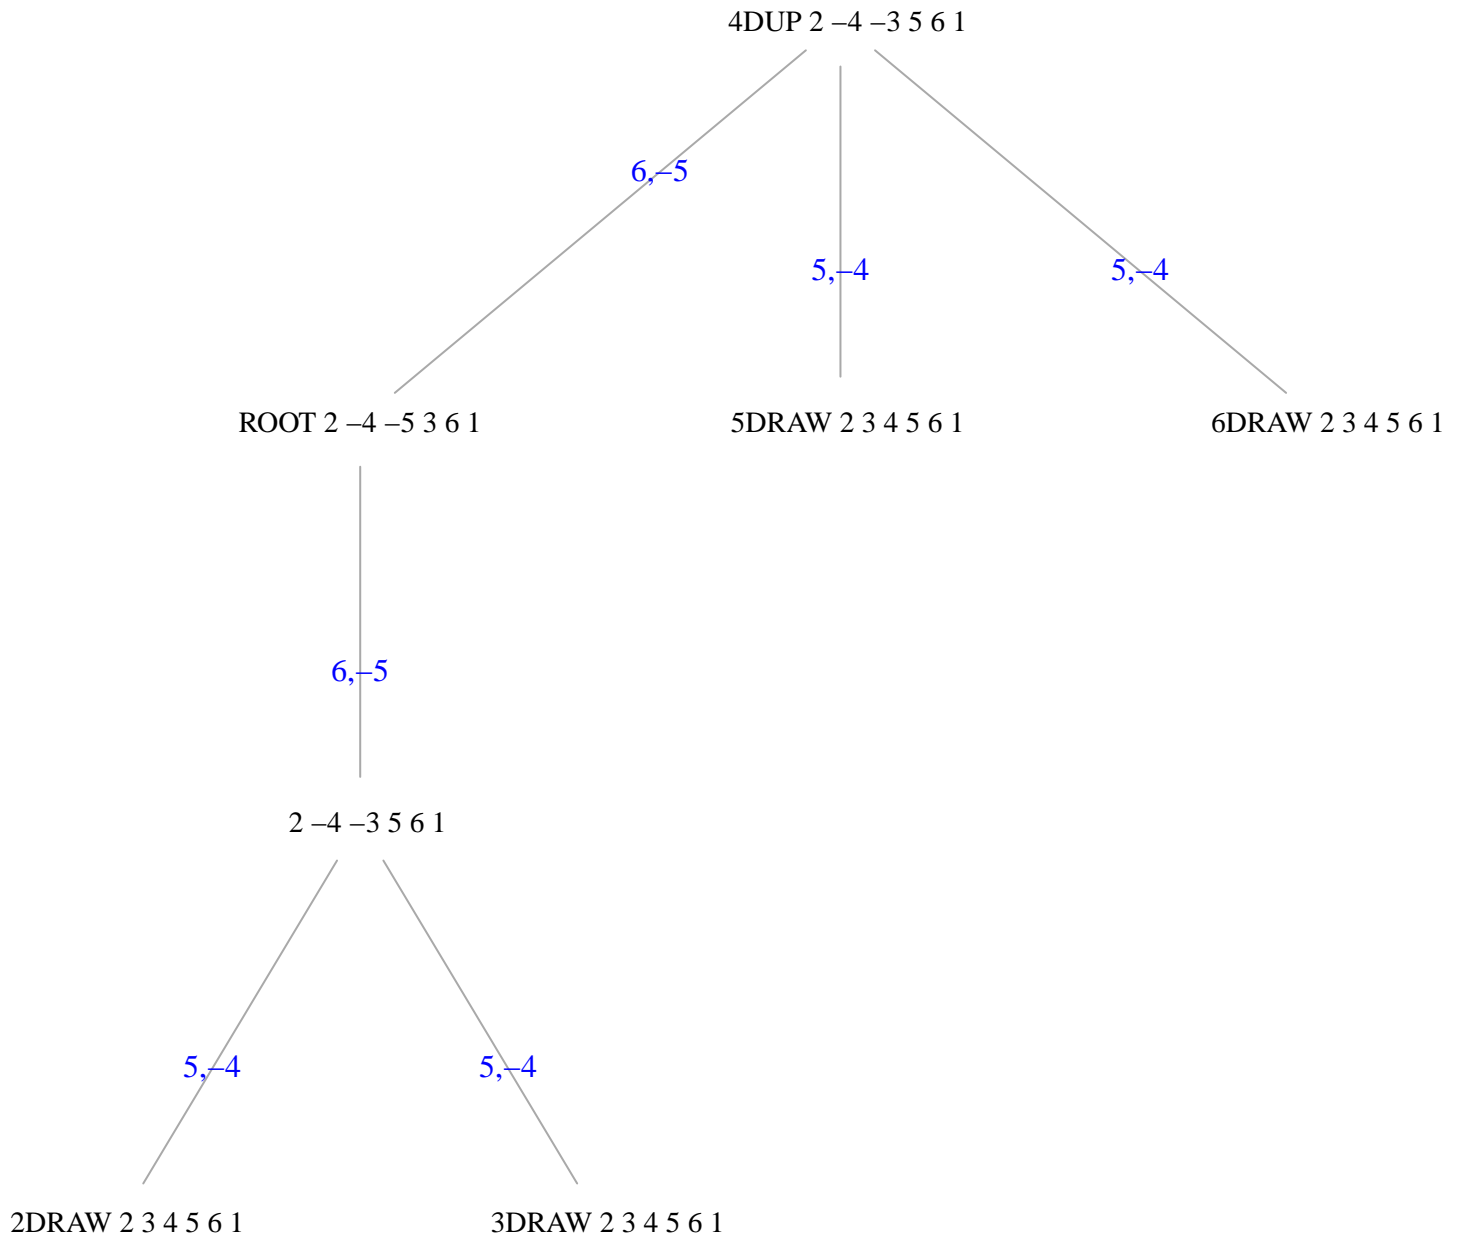 4DUP 2 –4 –3 5 6 1
6,–5
5,–4
5,–4
ROOT 2 –4 –5 3 6 1
5DRAW 2 3 4 5 6 1
6DRAW 2 3 4 5 6 1
6,–5
2 –4 –3 5 6 1
5,–4
5,–4
2DRAW 2 3 4 5 6 1
3DRAW 2 3 4 5 6 1